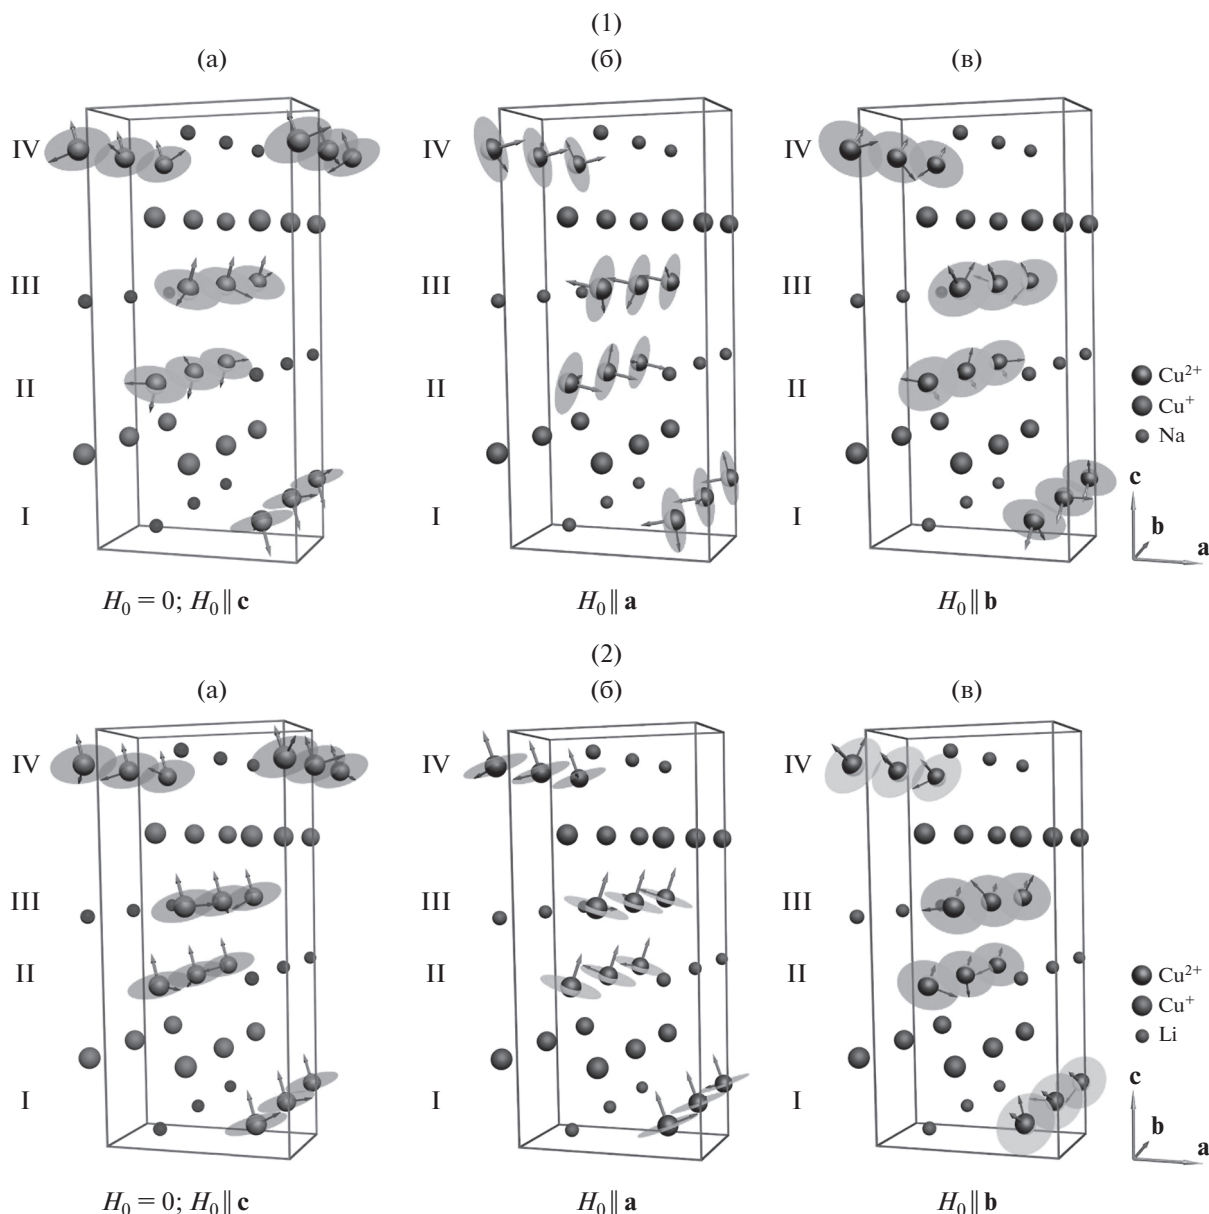 (1)
(а) (б) (в)
IV IV IV
III III III
II II II
Cu2+
Cu+
Na
I I I
c
b
a
H0 = 0; H0 || c H0 || a H0 || b
(2)
(а) (б) (в)
IV IV IV
III III III
II II II
Cu2+
Cu+
Li
I I I
c
b
a
H0 = 0; H0 || c H0 || a H0 || b